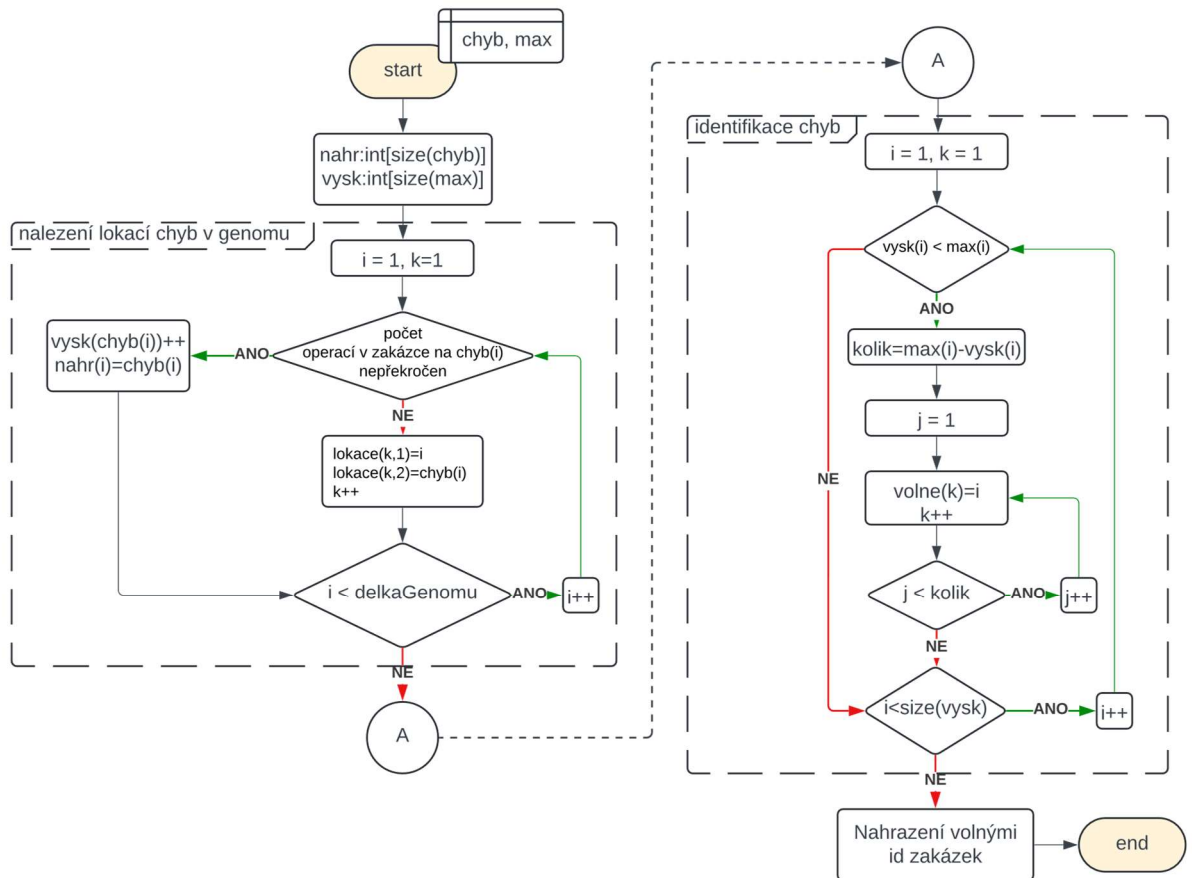 chyb, max
start
nahr:int[size(chyb)]
vysk:int[size(max)]
nalezení lokací chyb v genomu
i = 1, k=1
počet
operací v zakázce na chyb(i)
nepřekročen
ANO
vysk(chyb(i))++
nahr(i)=chyb(i)
NE
lokace(k,1)=i
lokace(k,2)=chyb(i)
k++
i < delkaGenomu
ANO
i++
NE
A
A
identifikace chyb
i = 1, k = 1
vysk(i) < max(i)
ANO
kolik=max(i)-vysk(i)
j = 1
NE
volne(k)=i
k++
j < kolik
ANO
j++
NE
i<size(vysk)
ANO
i++
NE
Nahrazení volnými
id zakázek
end